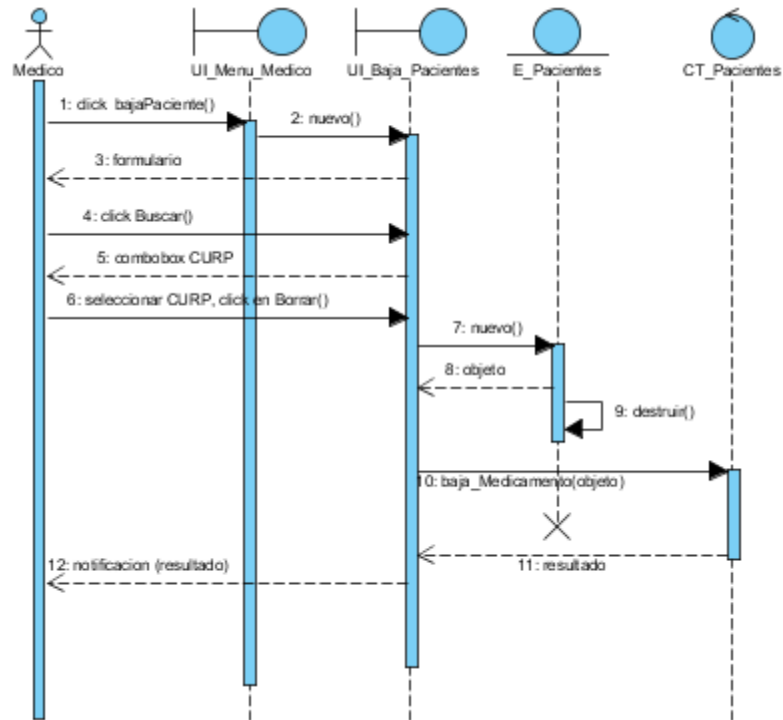 Medico
UI_Menu_Medico
UI_Baja_Pacientes
E_Pacientes
CT_Pacientes
1: click bajaPaciente()
2: nuevo()
3: formulario
4: click Buscar()
5: combobox CURP
6: seleccionar CURP, click en Borrar()
7: nuevo()
8: objeto
9: destruir()
10: baja_Medicamento(objeto)
11: resultado
12: notificacion (resultado)